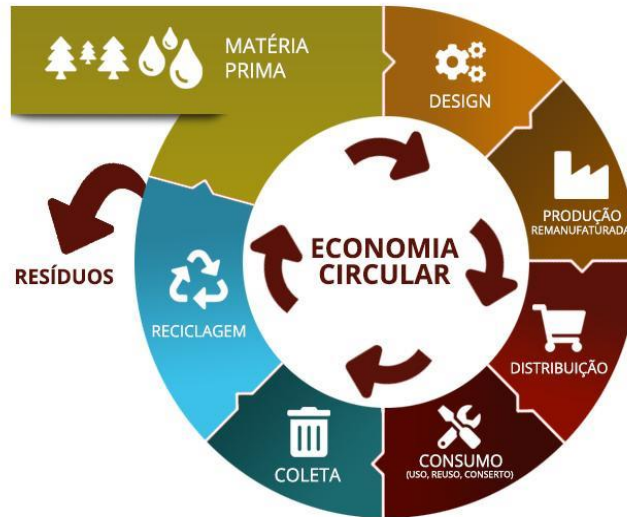 MATÉRIA
PRIMA
DESIGN
PRODUÇÃO
REMANUFATURADA
DISTRIBUIÇÃO
CONSUMO
(USO, REUSO, CONSERTO)
COLETA
RECICLAGEM
RESÍDUOS
ECONOMIA
CIRCULAR